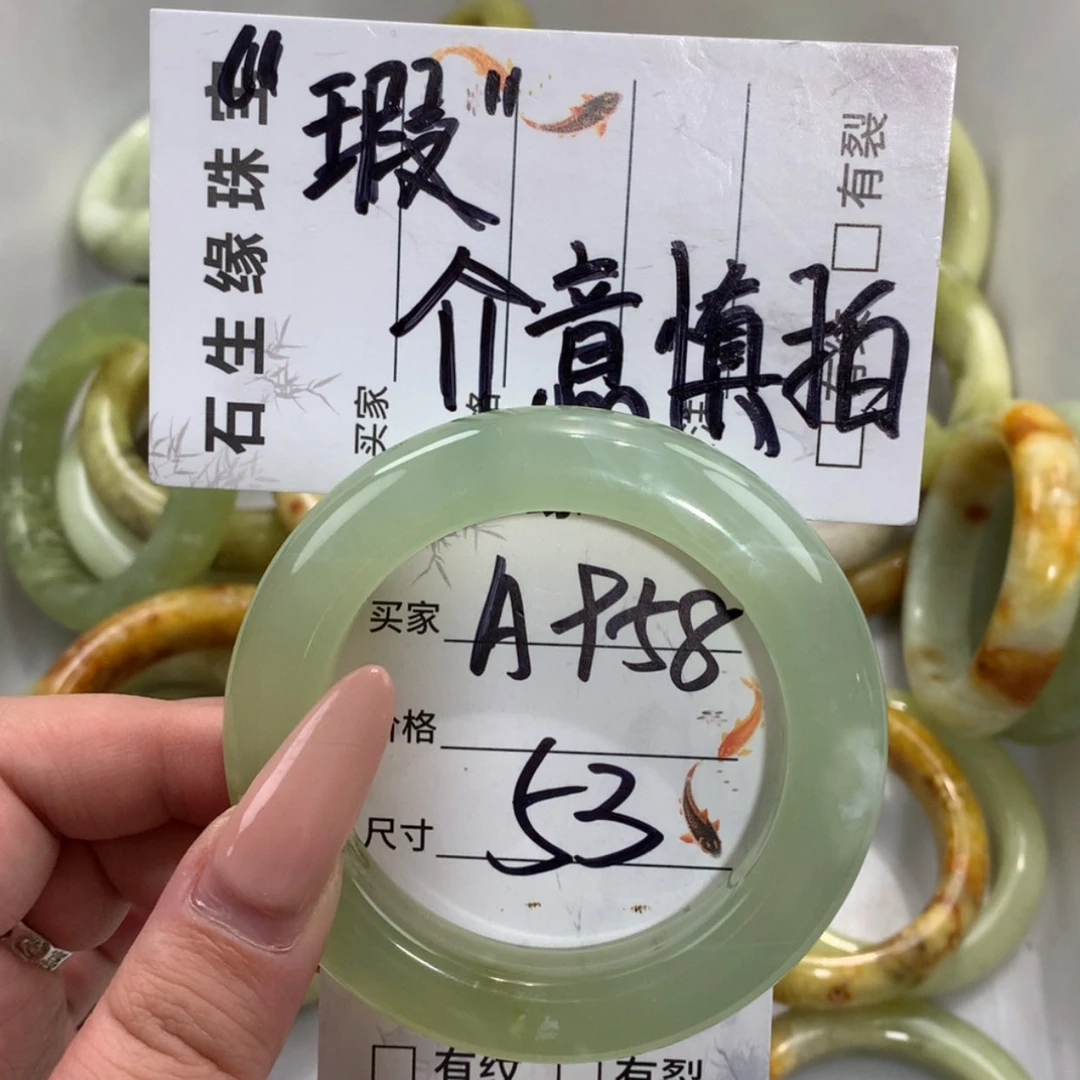 石生缘珠宝
"瑕"
介意慎拍
有裂
买家
买家 A P58
价格
尺寸 53
有纹 有裂